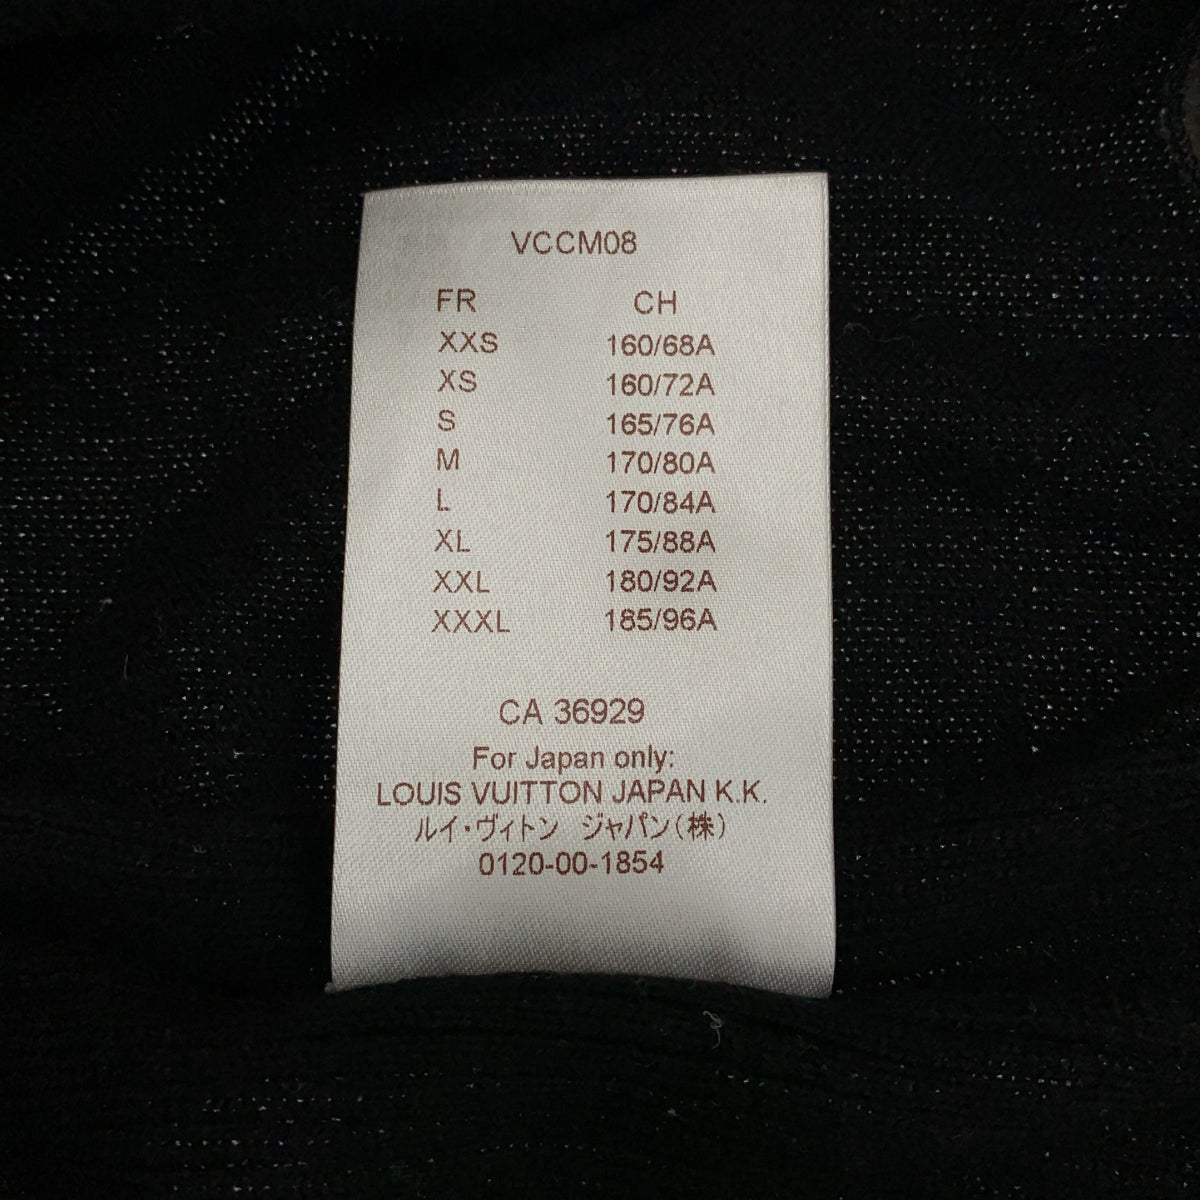 VCCM08
FR CH
XXS 160/68A
XS 160/72A
S 165/76A
M 170/80A
L 170/84A
XL 175/88A
XXL 180/92A
XXXL 185/96A
CA 36929
For Japan only:
LOUIS VUITTON JAPAN K.K.
ルイ・ヴィトン ジャパン(株)
0120-00-1854